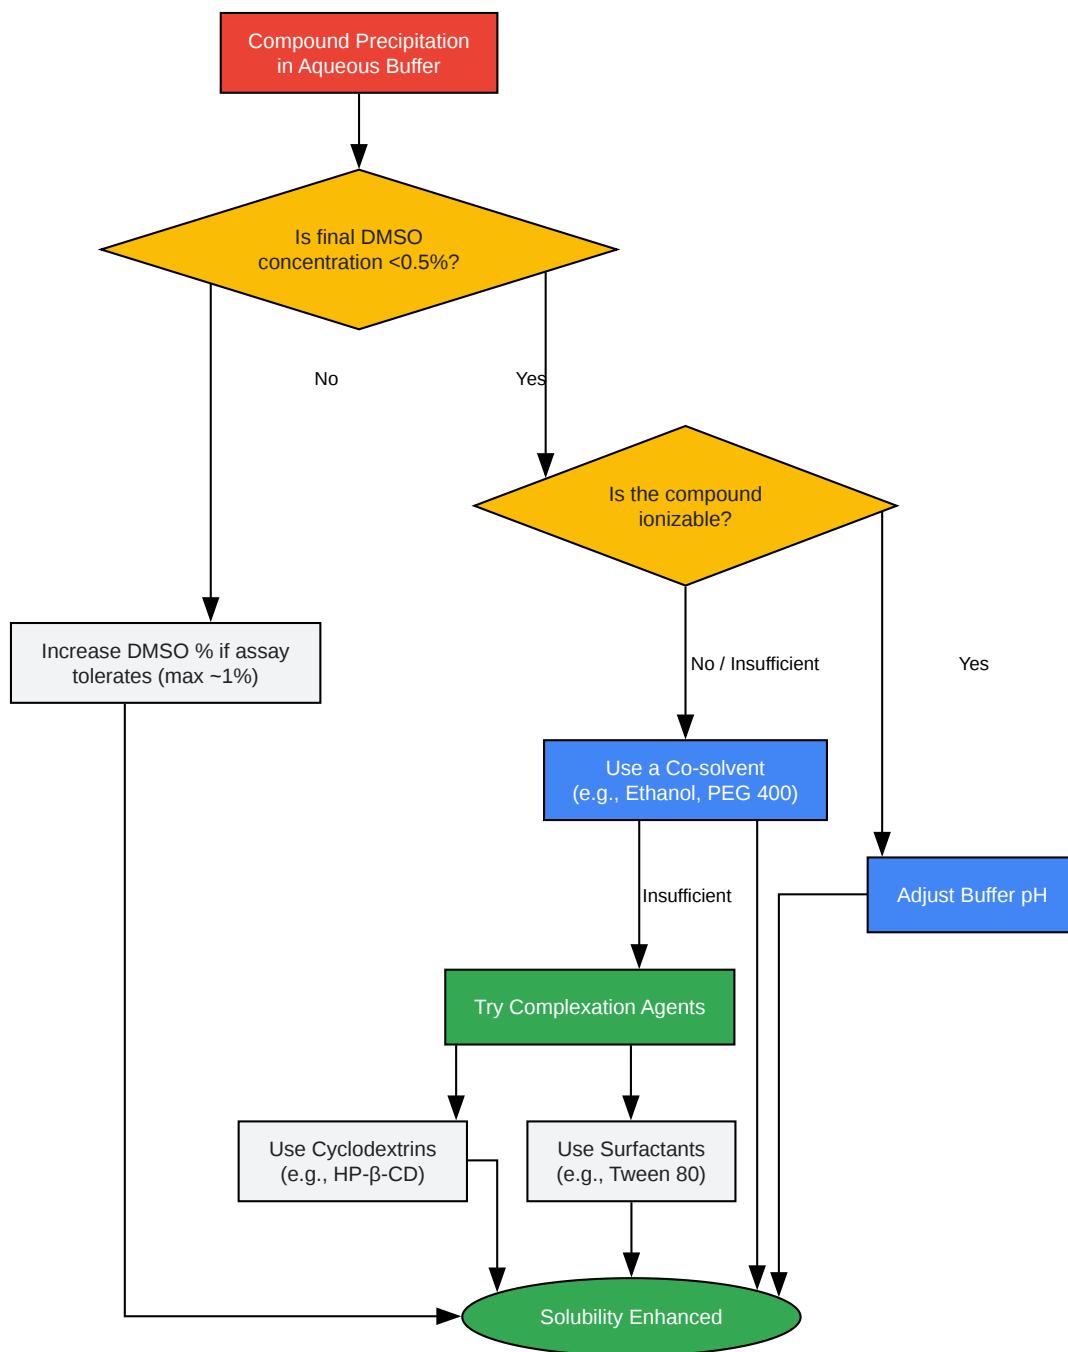 Compound Precipitation
in Aqueous Buffer
Is final DMSO
concentration <0.5%?
No
Yes
Is the compound
ionizable?
Increase DMSO % if assay
tolerates (max ~1%)
No / Insufficient
Yes
Use a Co-solvent
(e.g., Ethanol, PEG 400)
Insufficient
Adjust Buffer pH
Try Complexation Agents
Use Cyclodextrins
(e.g., HP-β-CD)
Use Surfactants
(e.g., Tween 80)
Solubility Enhanced